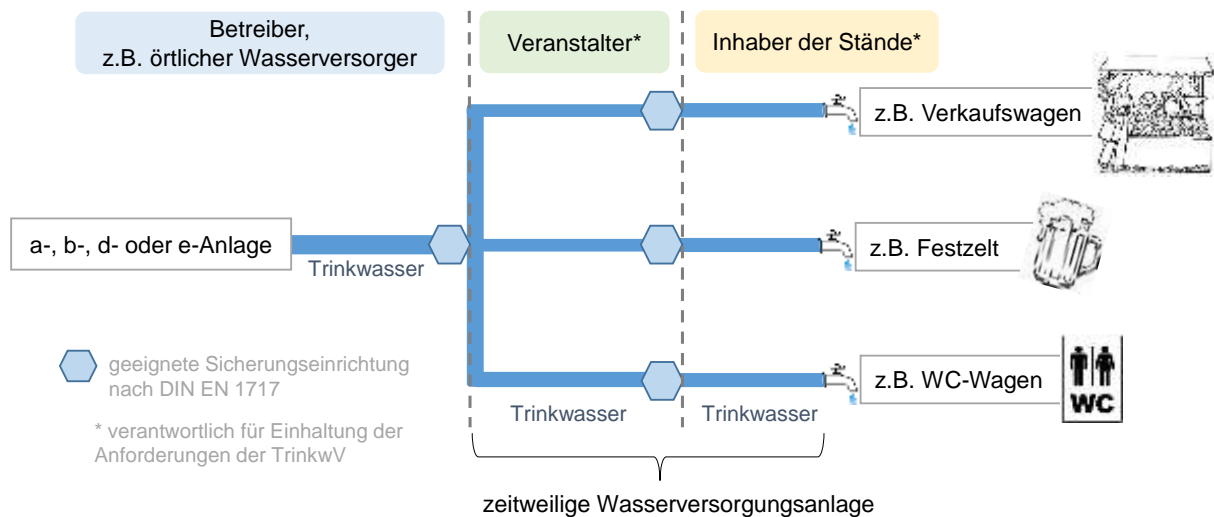 Betreiber,
z.B. örtlicher Wasserversorger
Veranstalter*
Inhaber der Stände*
z.B. Verkaufswagen
a-, b-, d- oder e-Anlage
Trinkwasser
z.B. Festzelt
geeignete Sicherungseinrichtung
nach DIN EN 1717
z.B. WC-Wagen
WC
Trinkwasser
Trinkwasser
* verantwortlich für Einhaltung der
Anforderungen der TrinkwV
zeitweilige Wasserversorgungsanlage